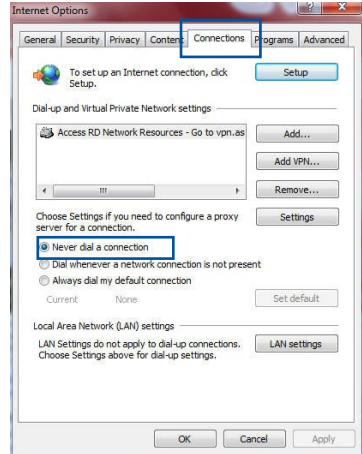 Internet Options
General Security Privacy Content Connections Programs Advanced
To set up an Internet connection, click
Setup.
Setup
Dial-up and Virtual Private Network settings
Access RD Network Resources - Go to vpn.as
Add...
Add VPN...
Remove...
Choose Settings if you need to configure a proxy
server for a connection.
Settings
Never dial a connection
Dial whenever a network connection is not present
Always dial my default connection
Current None
Set default
Local Area Network (LAN) settings
LAN Settings do not apply to dial-up connections.
Choose Settings above for dial-up settings.
LAN settings
OK Cancel Apply